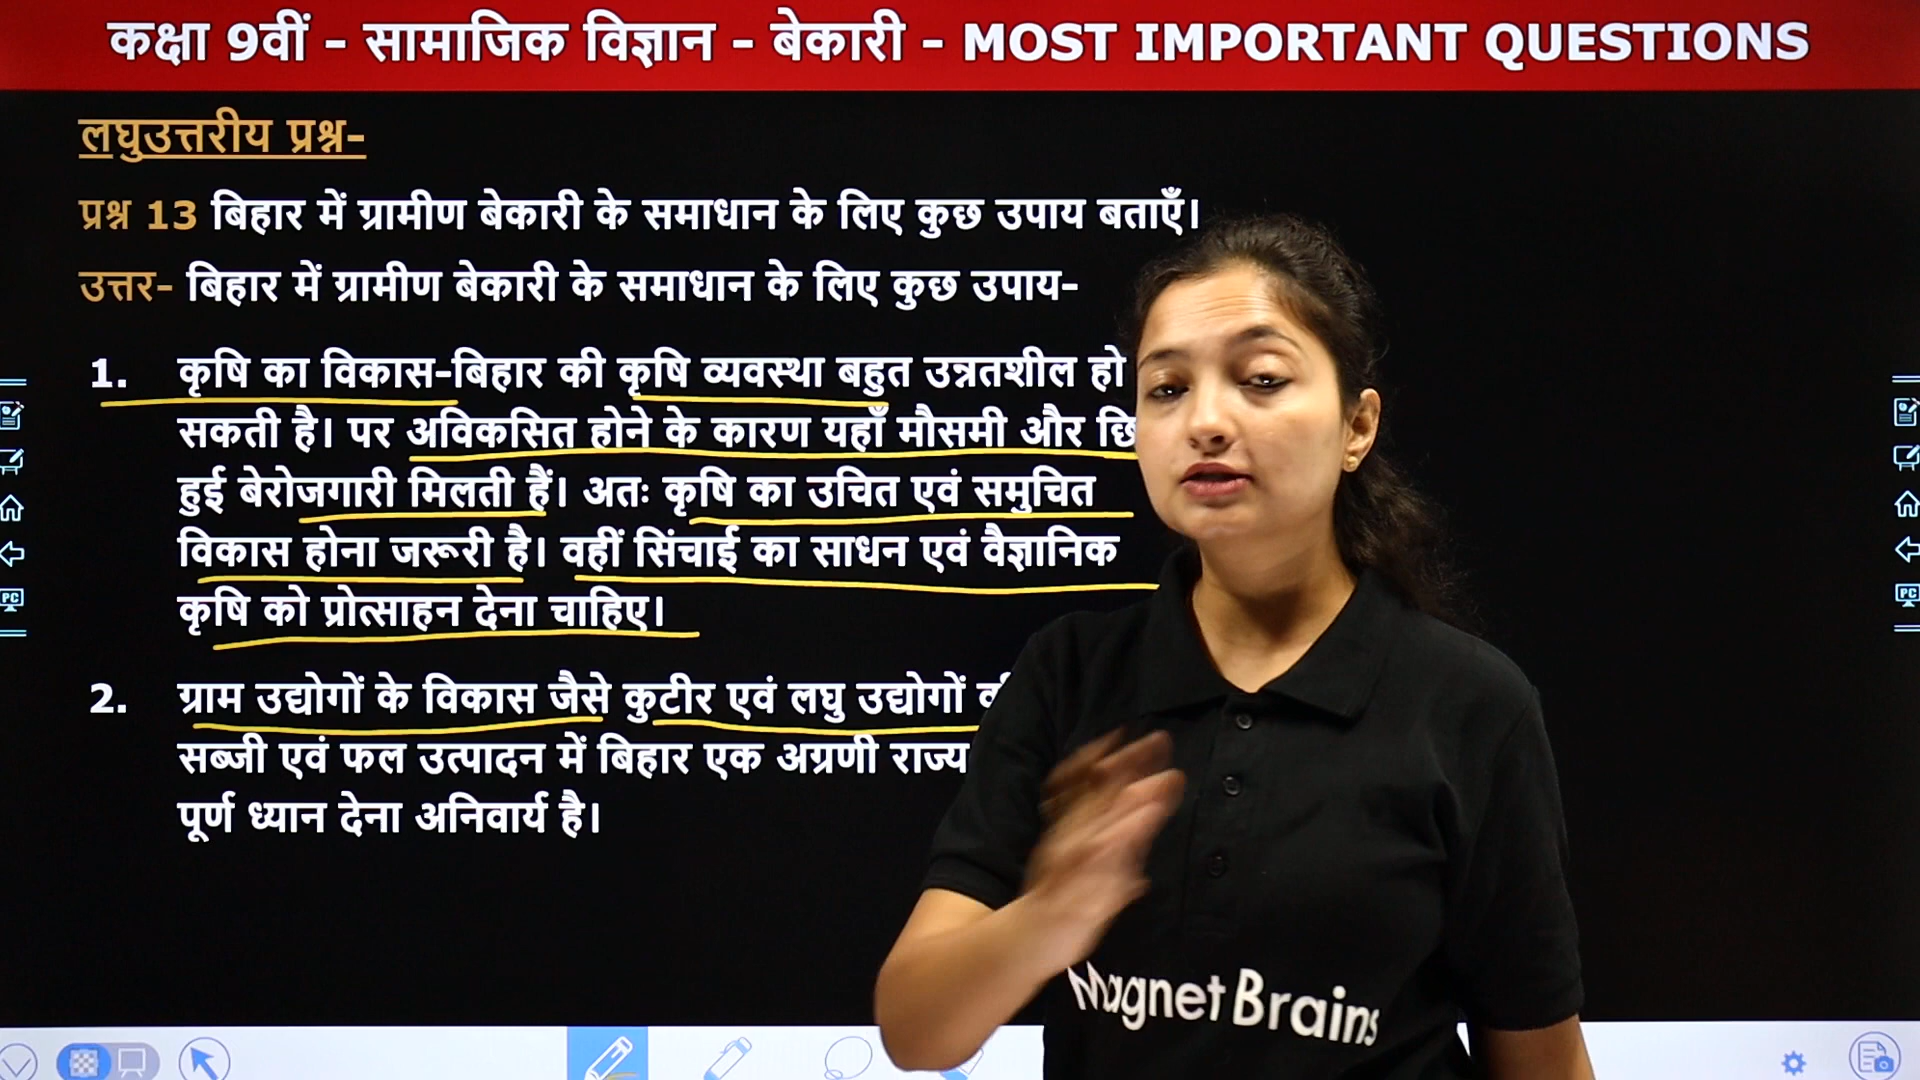 कक्षा 9वीं - सामाजिक विज्ञान - बेकारी - MOST IMPORTANT QUESTIONS
लघुउत्तरीय प्रश्न-
प्रश्न 13 बिहार में ग्रामीण बेकारी के समाधान के लिए कुछ उपाय बताएँ।
उत्तर- बिहार में ग्रामीण बेकारी के समाधान के लिए कुछ उपाय-
1. कृषि का विकास-बिहार की कृषि व्यवस्था बहुत उन्नतशील हो
सकती है। पर अविकसित होने के कारण यहाँ मौसमी और
हुई बेरोजगारी मिलती हैं। अतः कृषि का उचित एवं समुचित
विकास होना जरूरी है। वहीं सिंचाई का साधन एवं वैज्ञानिक
कृषि को प्रोत्साहन देना चाहिए।
2. ग्राम उद्योगों के विकास जैसे कुटीर एवं लघु उद्योगों
सब्जी एवं फल उत्पादन में बिहार एक अग्रणी राज्य
पूर्ण ध्यान देना अनिवार्य है।
PC
PC
Magnet Brains